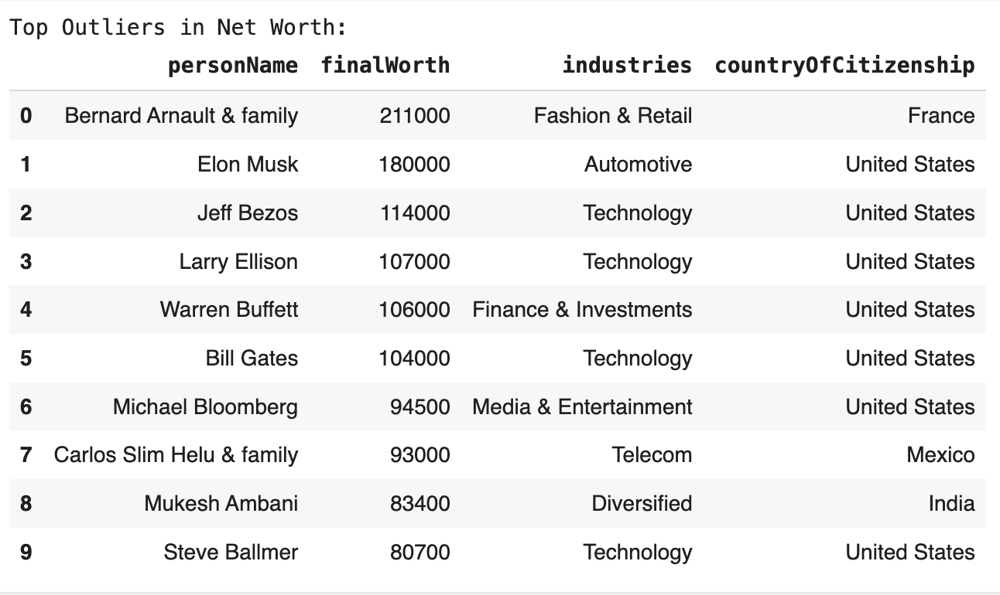 Top Outliers in Net Worth:
personName finalWorth industries countryOfCitizenship
0 Bernard Arnault & family 211000 Fashion & Retail France
1 Elon Musk 180000 Automotive United States
2 Jeff Bezos 114000 Technology United States
3 Larry Ellison 107000 Technology United States
4 Warren Buffett 106000 Finance & Investments United States
5 Bill Gates 104000 Technology United States
6 Michael Bloomberg 94500 Media & Entertainment United States
7 Carlos Slim Helu & family 93000 Telecom Mexico
8 Mukesh Ambani 83400 Diversified India
9 Steve Ballmer 80700 Technology United States